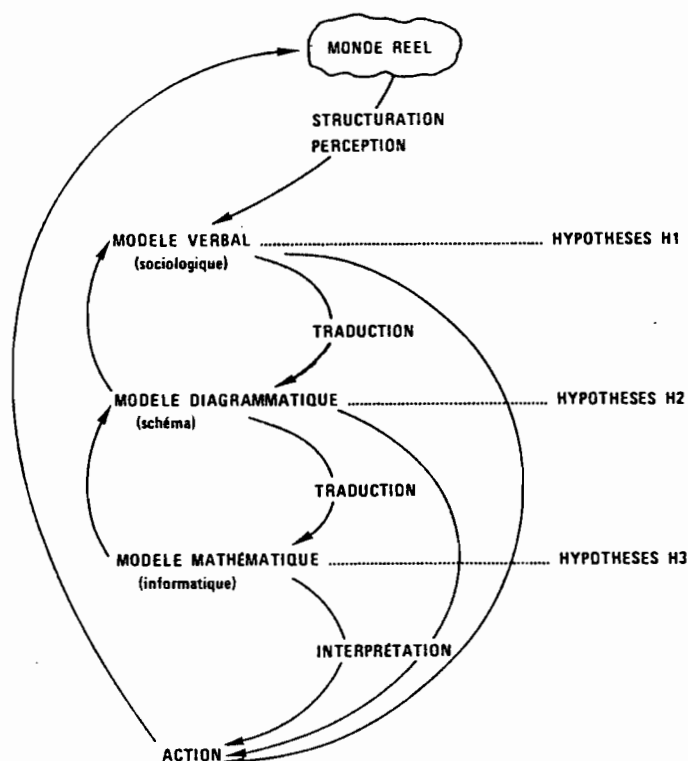 MONDE REEL
STRUCTURATION
PERCEPTION
MODELE VERBAL HYPOTHESES H1
(sociologique)
TRADUCTION
MODELE DIAGRAMMATIQUE HYPOTHESES H2
(schéma)
TRADUCTION
MODELE MATHÉMATIQUE HYPOTHESES H3
(informatique)
INTERPRÉTATION
ACTION